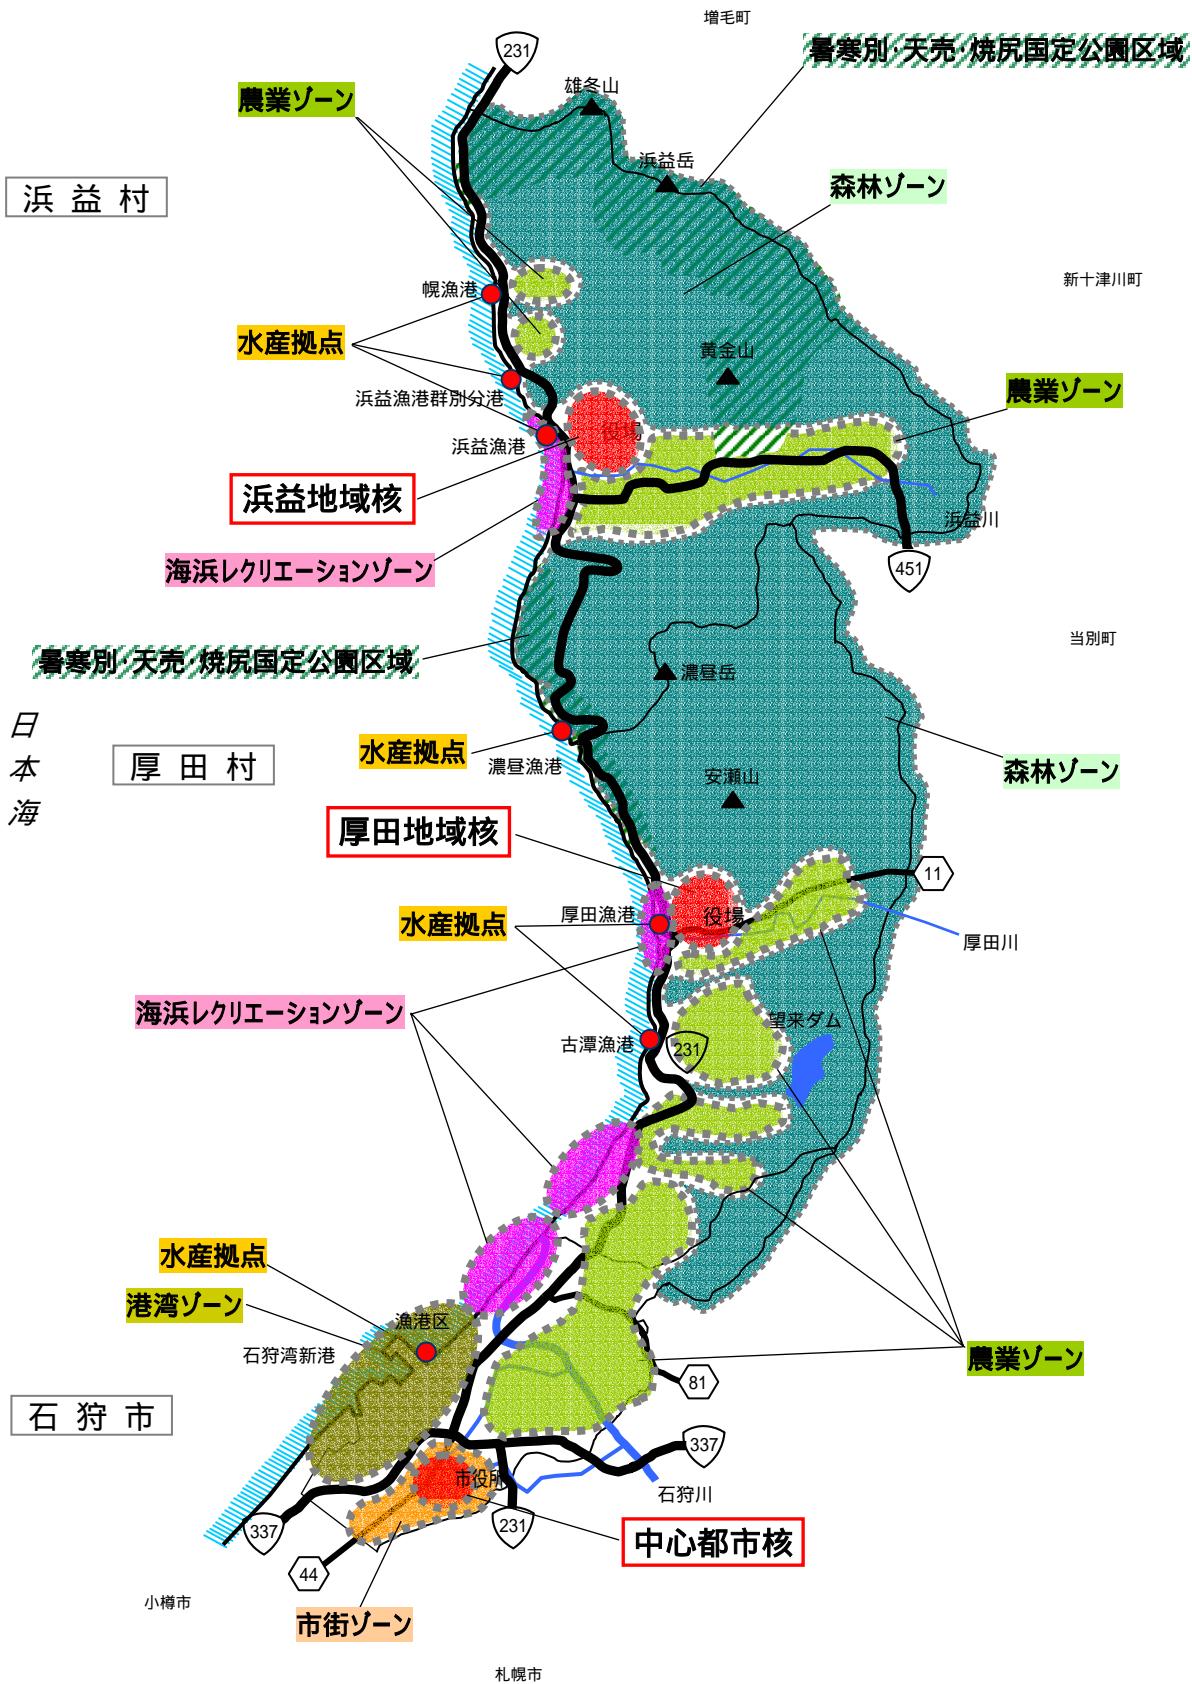 増毛町
231
暑寒別･天売･焼尻国定公園区域
雄冬山
農業ゾーン
浜益岳
森林ゾーン
浜益村
新十津川町
幌漁港
水産拠点
黄金山
農業ゾーン
浜益漁港群別分港
役場
浜益漁港
浜益地域核
浜益川
海浜レクリエーションゾーン
451
当別町
暑寒別･天売･焼尻国定公園区域
濃昼岳
日本海
厚田村
水産拠点
濃昼漁港
森林ゾーン
安瀬山
厚田地域核
11
水産拠点
厚田漁港
役場
厚田川
海浜レクリエーションゾーン
望来ダム
古潭漁港
231
水産拠点
港湾ゾーン
漁港区
石狩湾新港
農業ゾーン
81
石狩市
337
市役所
石狩川
337
231
中心都市核
44
小樽市
市街ゾーン
札幌市